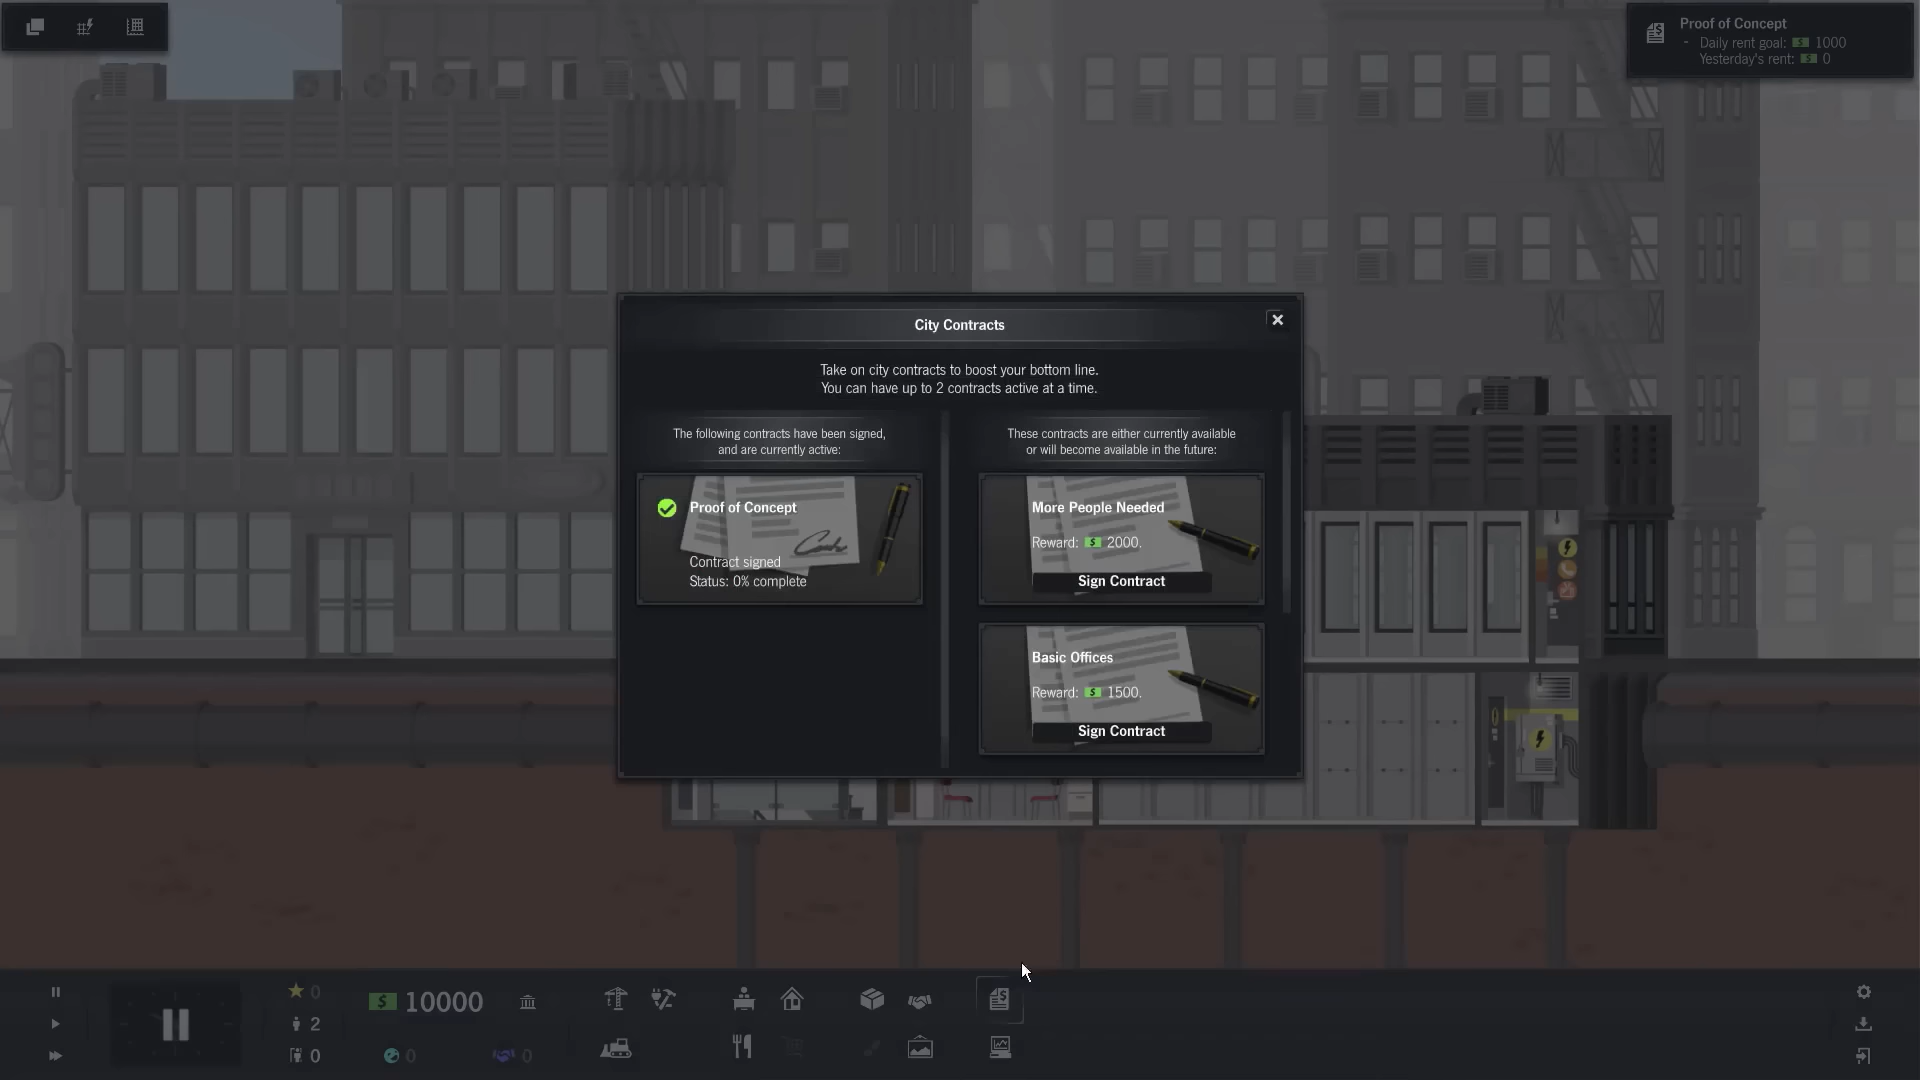 Proof of Concept
- Daily rent goal: $ 1000
Yesterday's rent: $ 0
City Contracts
Take on city contracts to boost your bottom line.
You can have up to 2 contracts active at a time.
The following contracts have been signed,
and are currently active:
Proof of Concept
Contract signed
Status: 0% complete
These contracts are either currently available
or will become available in the future:
More People Needed
Reward: $ 2000.
Sign Contract
Basic Offices
Reward: $ 1500.
Sign Contract
0
2
0
$ 10000
0
0